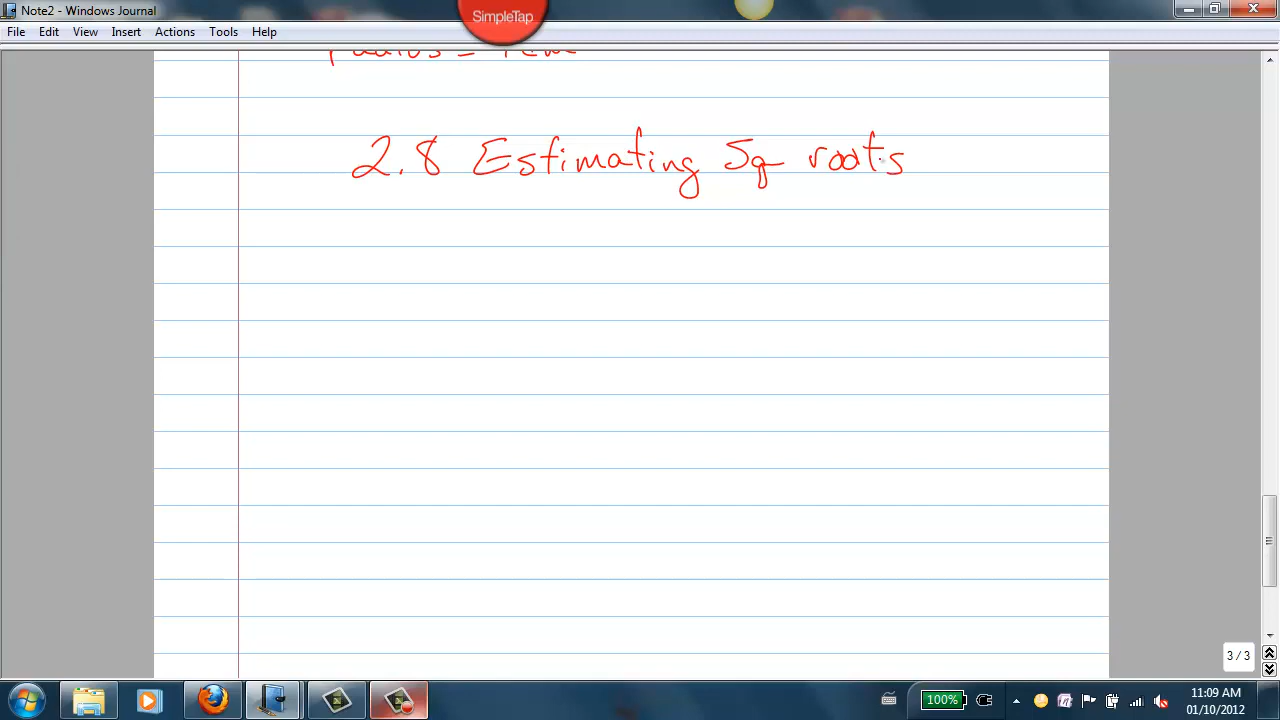 Note2 - Windows Journal
SimpleTap
File Edit View Insert Actions Tools Help
2.8 Estimating Sq roots
3 / 3
100%
11:09 AM
01/10/2012